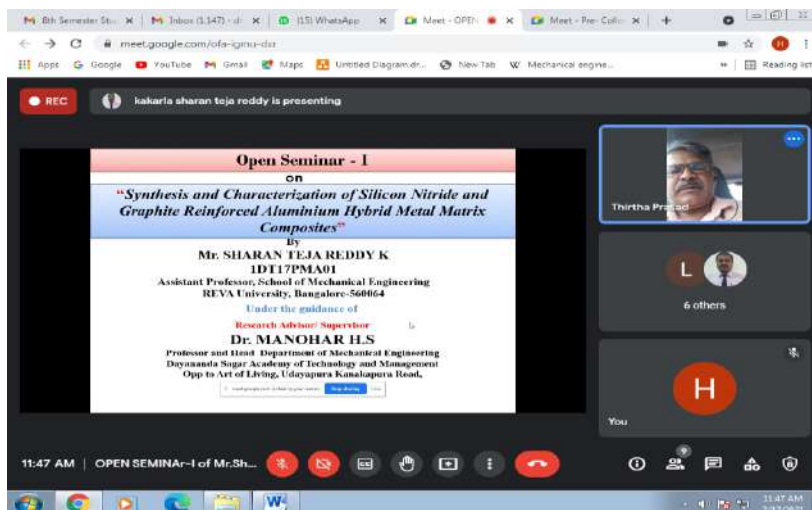 8th Semester Stu
Inbox (1,147) - di
(15) WhatsApp
Meet - OPEN
Meet - Pre- Coll
meet.google.com/ofa-igmu-dsr
Apps Google YouTube Gmail Maps Untitled Diagram.dr... New Tab Mechanical engine... Reading list
REC
kakarla sharan teja reddy is presenting
Open Seminar - I
on
“Synthesis and Characterization of Silicon Nitride and
Graphite Reinforced Aluminium Hybrid Metal Matrix
Composites”
By
Mr. SHARAN TEJA REDDY K
1DT17PMA01
Assistant Professor, School of Mechanical Engineering
REVA University, Bangalore-560064
Under the guidance of
Research Advisor/ Supervisor
Dr. MANOHAR H.S
Professor and Head Department of Mechanical Engineering
Dayananda Sagar Academy of Technology and Management
Opp to Art of Living, Udayapura Kanakapura Road,
Stop sharing
Thirtha Prasad
L
6 others
H
You
11:47 AM | OPEN SEMINAr-I of Mr.Sh...
9
11:47 AM